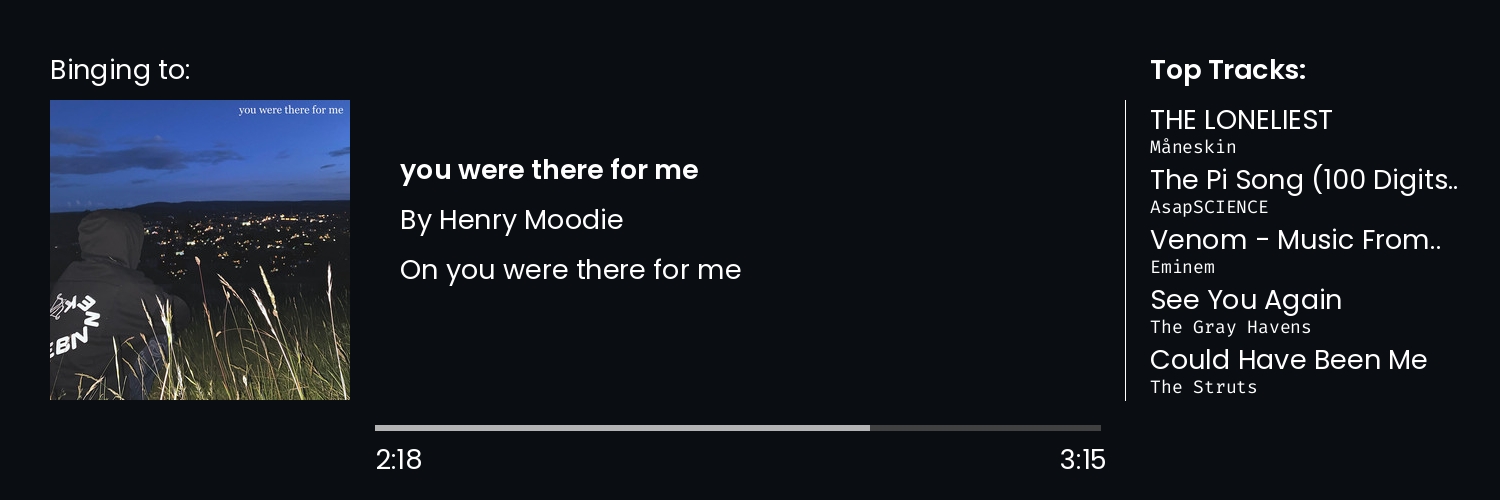 Binging to:
you were there for me
you were there for me
By Henry Moodie
On you were there for me
2:18
3:15
Top Tracks:
THE LONELIEST
Måneskin
The Pi Song (100 Digits..
AsapSCIENCE
Venom - Music From..
Eminem
See You Again
The Gray Havens
Could Have Been Me
The Struts